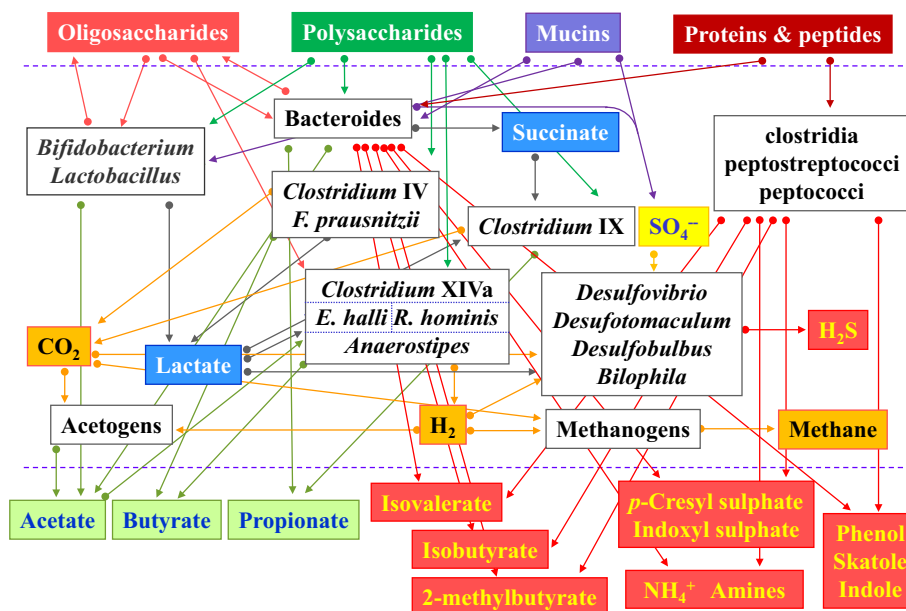 Oligosaccharides
Polysaccharides
Mucins
Proteins & peptides
Bacteroides
Succinate
Bifidobacterium
Lactobacillus
clostridia
peptostreptococci
peptococci
Clostridium IV
F. prausnitzii
Clostridium IX
SO₄⁻
Clostridium XIVa
E. halli R. hominis
Anaerostipes
Desulfovibrio
Desufotomaculum
Desulfobulbus
Bilophila
H₂S
CO₂
Lactate
Acetogens
H₂
Methanogens
Methane
Acetate
Butyrate
Propionate
Isovalerate
p-Cresyl sulphate
Indoxyl sulphate
Phenol
Skatole
Indole
Isobutyrate
2-methylbutyrate
NH₄⁺ Amines